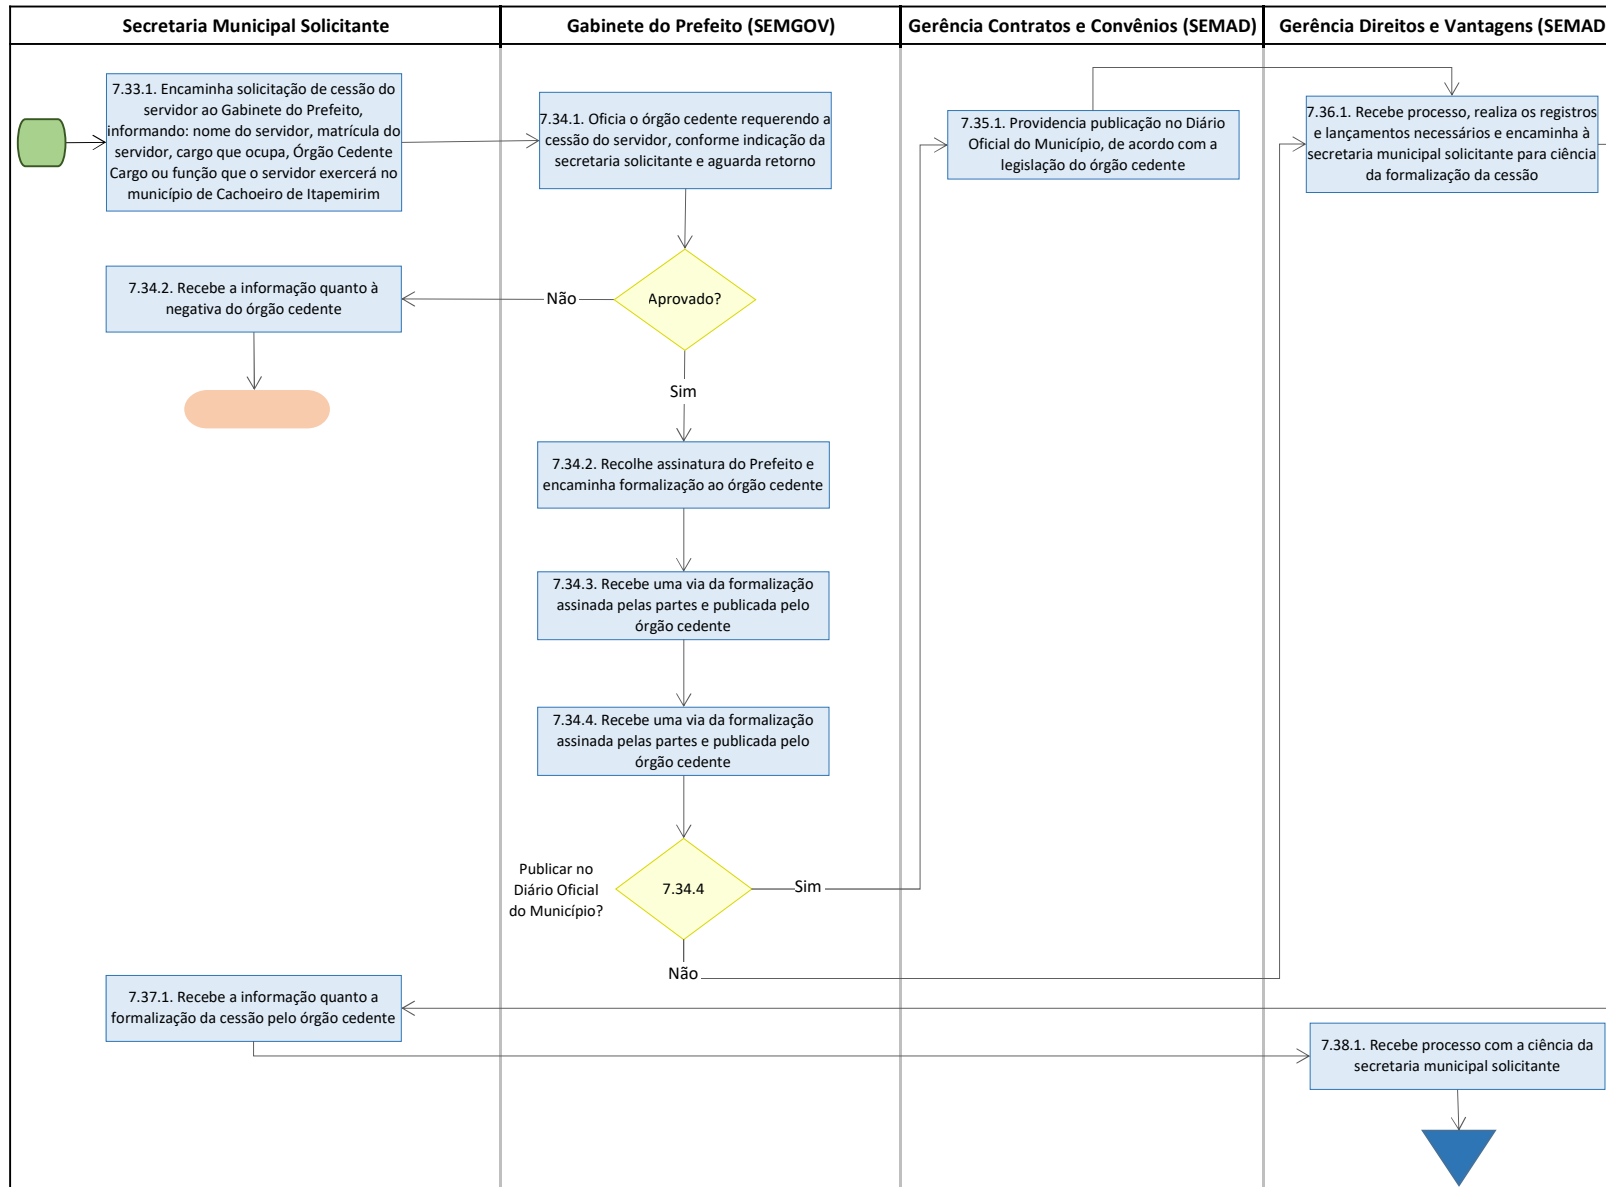 Secretaria Municipal Solicitante
Gabinete do Prefeito (SEMGOV)
Gerência Contratos e Convênios (SEMAD)
Gerência Direitos e Vantagens (SEMAD
7.33.1. Encaminha solicitação de cessão do
servidor ao Gabinete do Prefeito,
informando: nome do servidor, matrícula do
servidor, cargo que ocupa, Órgão Cedente
Cargo ou função que o servidor exercerá no
município de Cachoeiro de Itapemirim
7.34.1. Oficia o órgão cedente requerendo a
cessão do servidor, conforme indicação da
secretaria solicitante e aguarda retorno
7.35.1. Providencia publicação no Diário
Oficial do Município, de acordo com a
legislação do órgão cedente
7.36.1. Recebe processo, realiza os registros
e lançamentos necessários e encaminha à
secretaria municipal solicitante para ciência
da formalização da cessão
7.34.2. Recebe a informação quanto à
negativa do órgão cedente
Não
Aprovado?
Sim
7.34.2. Recolhe assinatura do Prefeito e
encaminha formalização ao órgão cedente
7.34.3. Recebe uma via da formalização
assinada pelas partes e publicada pelo
órgão cedente
7.34.4. Recebe uma via da formalização
assinada pelas partes e publicada pelo
órgão cedente
Publicar no
Diário Oficial
do Município?
7.34.4
Sim
Não
7.37.1. Recebe a informação quanto a
formalização da cessão pelo órgão cedente
7.38.1. Recebe processo com a ciência da
secretaria municipal solicitante